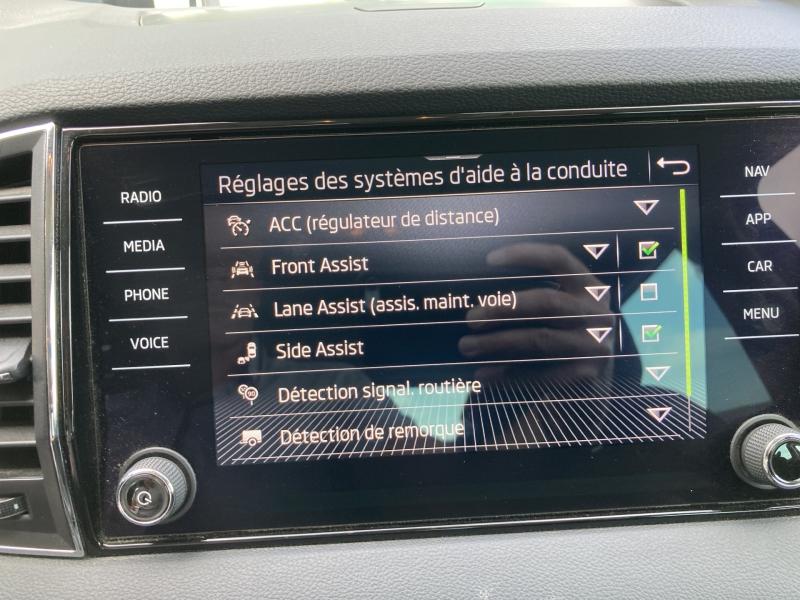 Réglages des systèmes d'aide à la conduite
RADIO
MEDIA
PHONE
VOICE
ACC (régulateur de distance)
Front Assist
Lane Assist (assis. maint. voie)
Side Assist
90
Détection signal. routière
Détection de remorque
NAV
APP
CAR
MENU